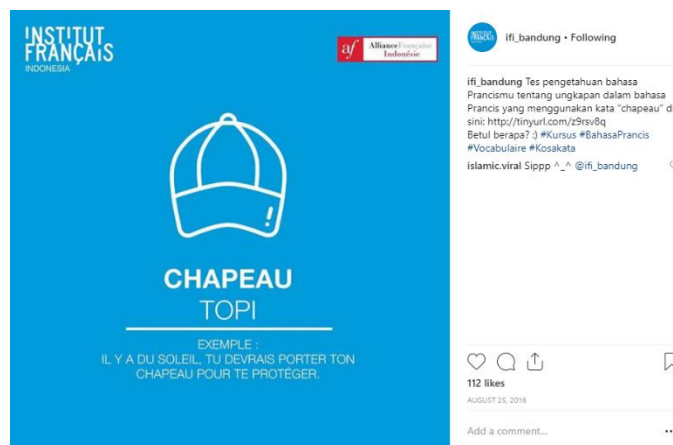 INSTITUT
FRANÇAIS
INDONESIA
af Alliance Française
Indonésie
CHAPEAU
TOPI
EXEMPLE :
IL Y A DU SOLEIL, TU DEVRAIS PORTER TON
CHAPEAU POUR TE PROTÉGER.
ifi_bandung • Following
ifi_bandung Tes pengetahuan bahasa
Prancismu tentang ungkapan dalam bahasa
Prancis yang menggunakan kata "chapeau" di
sini: http://tinyurl.com/z9rsv8q
Betul berapa? :) #Kursus #BahasaPrancis
#Vocabulaire #Kosakata
islamic.viral Sippp ^_^ @ifi_bandung
112 likes
AUGUST 25, 2016
Add a comment...